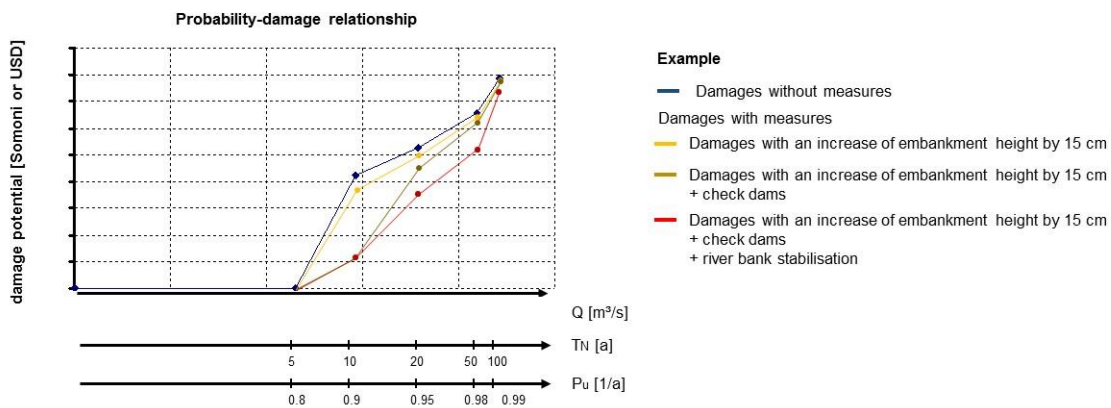 Probability-damage relationship
damage potential [Somoni or USD]
Q [m³/s]
TN [a]
5 10 20 50 100
Pu [1/a]
0.8 0.9 0.95 0.98 0.99
Example
Damages without measures
Damages with measures
Damages with an increase of embankment height by 15 cm
Damages with an increase of embankment height by 15 cm
+ check dams
Damages with an increase of embankment height by 15 cm
+ check dams
+ river bank stabilisation